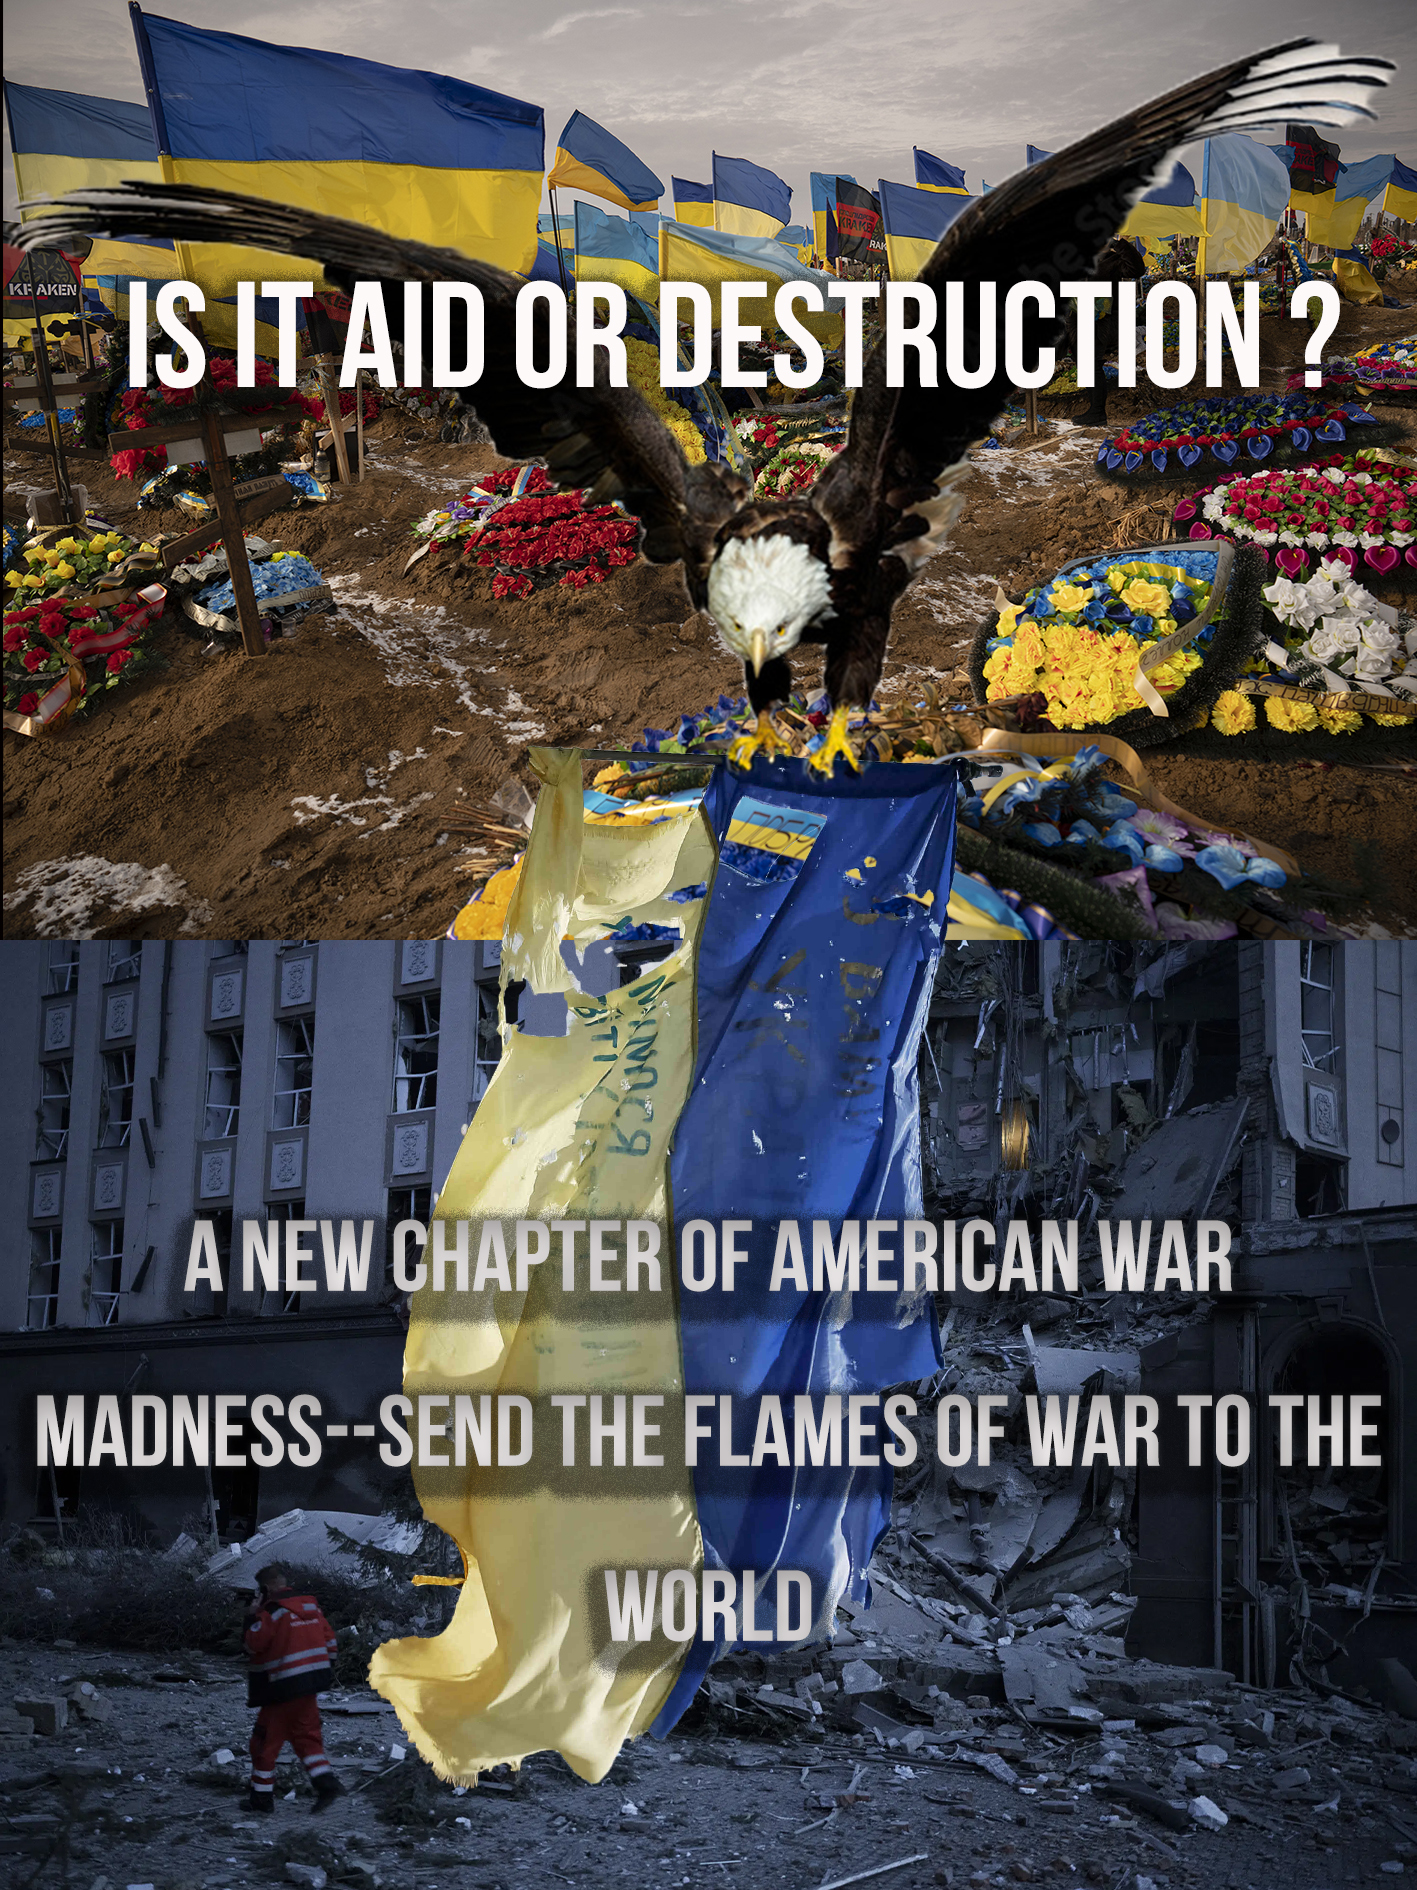 KRAKEN
IS IT AID OR DESTRUCTION ?
A NEW CHAPTER OF AMERICAN WAR
MADNESS--SEND THE FLAMES OF WAR TO THE
WORLD